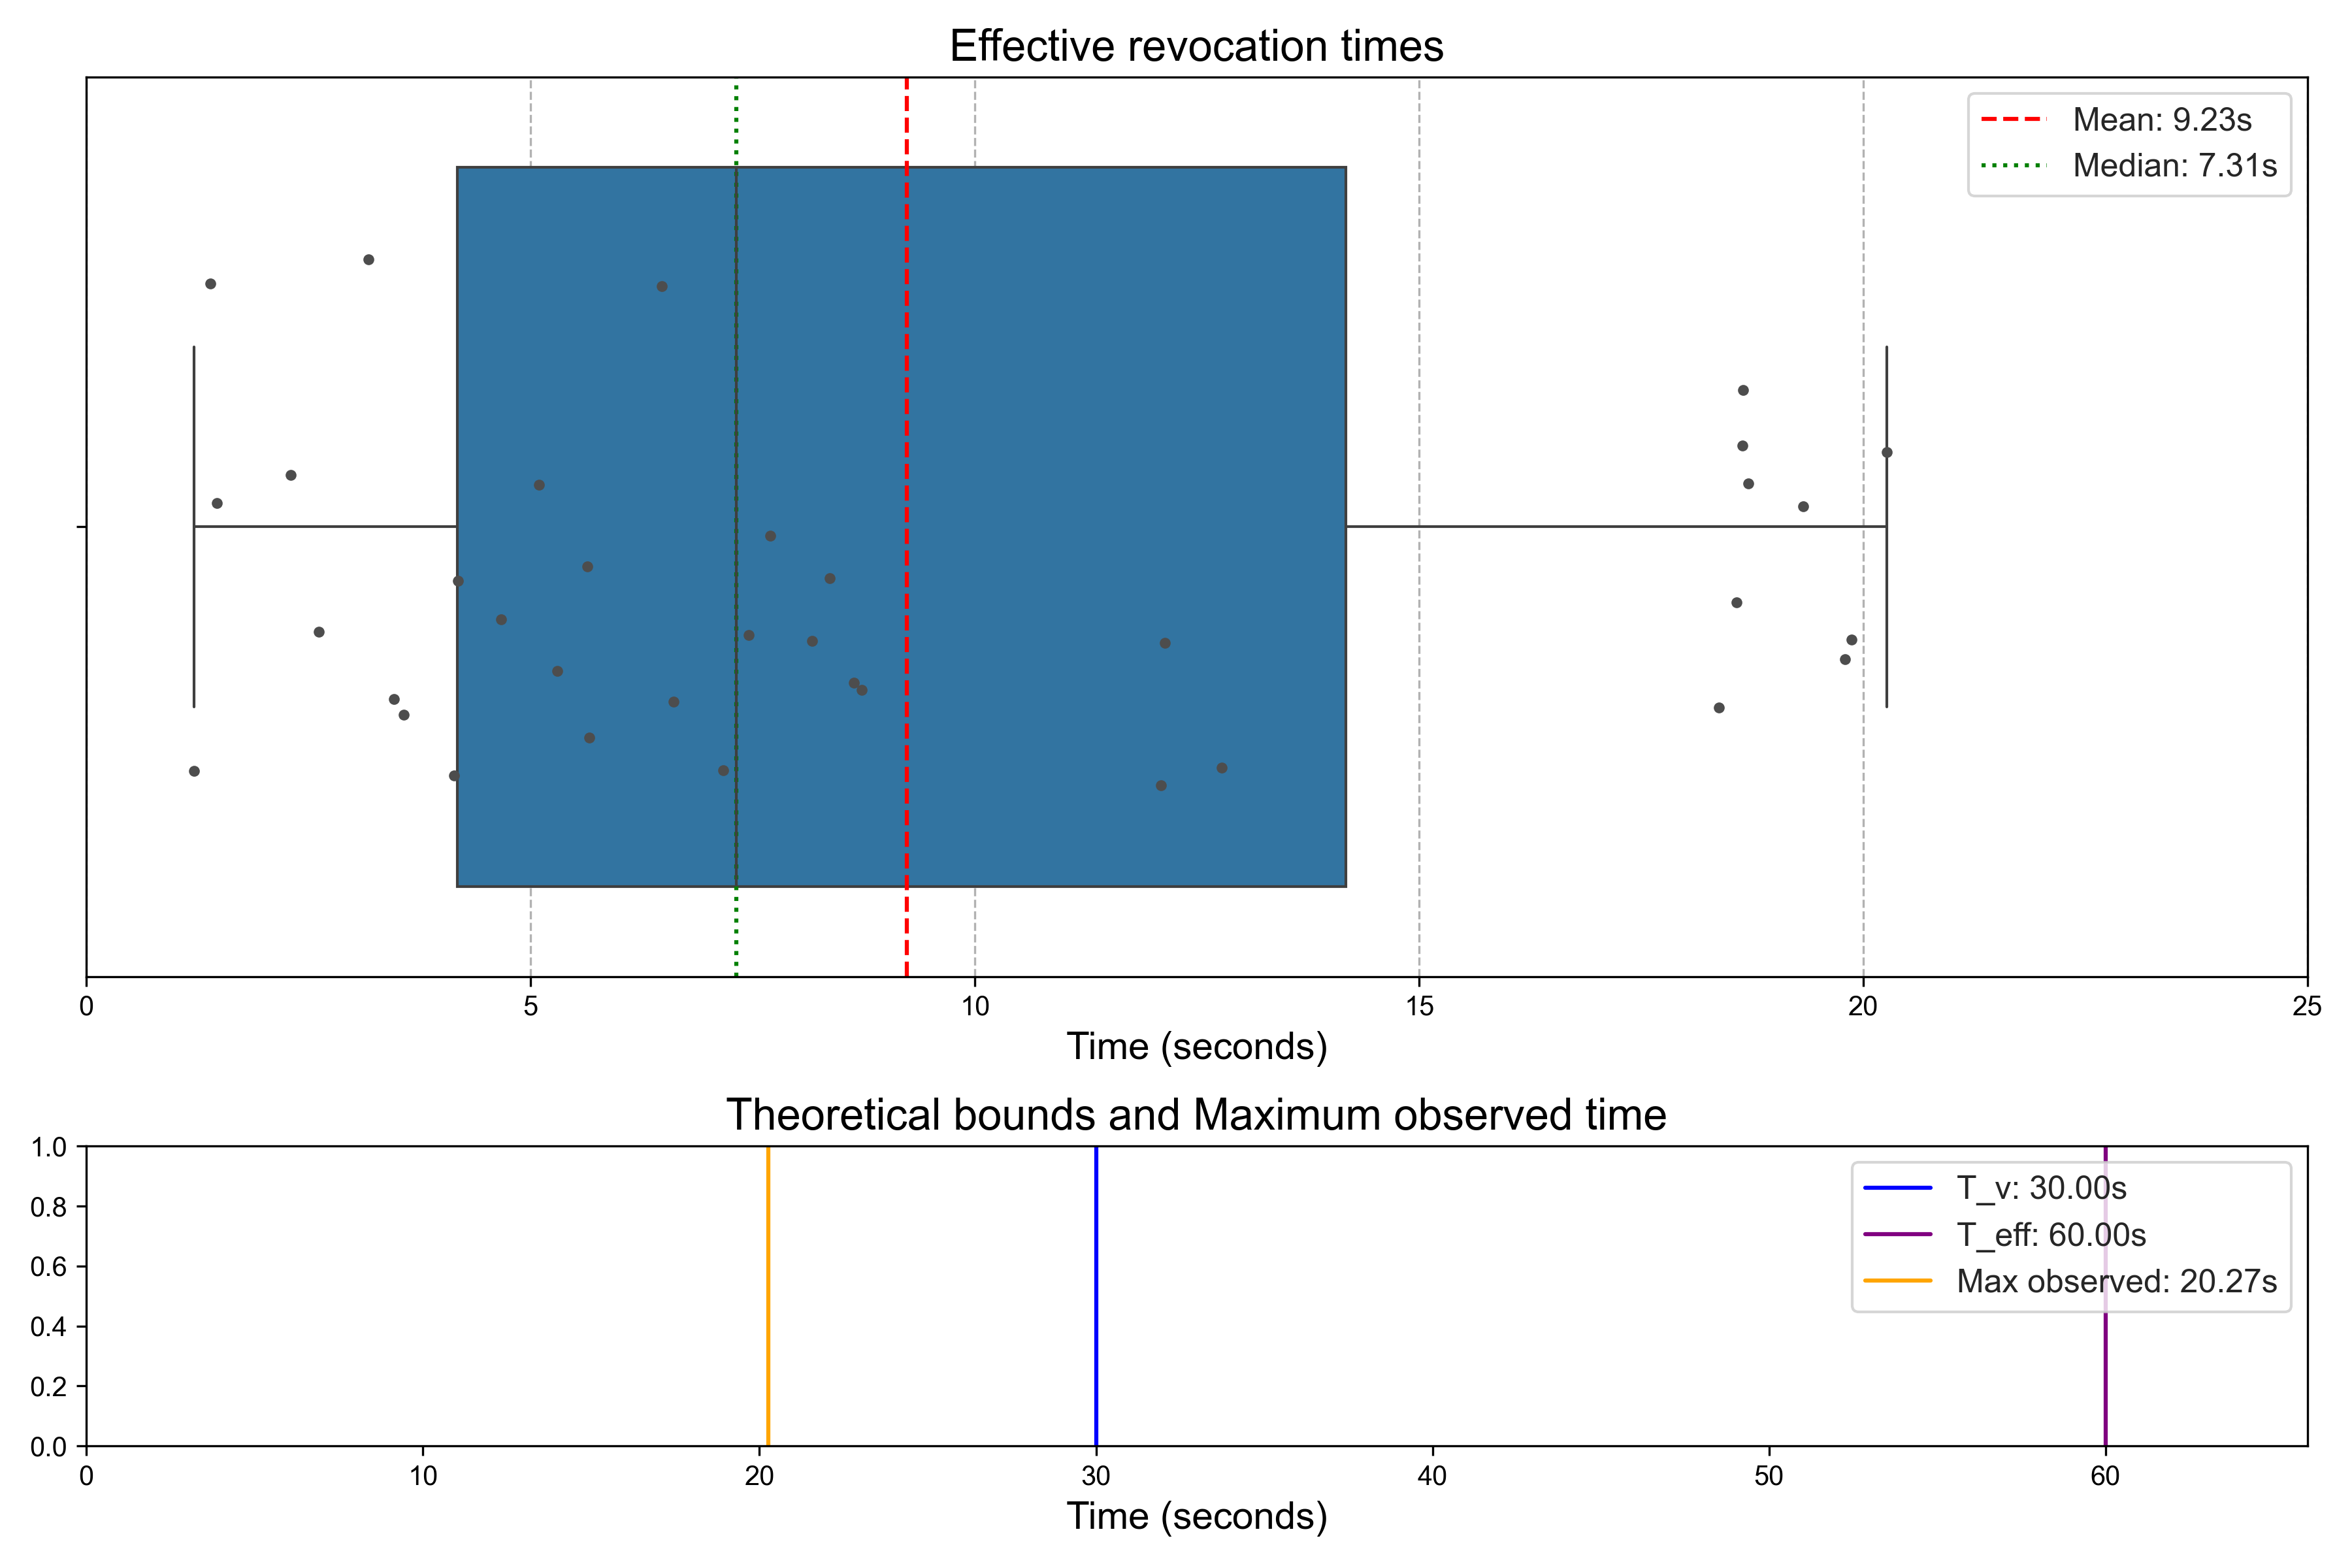 Effective revocation times
Mean: 9.23s
Median: 7.31s
0 5 10 15 20 25
Time (seconds)
Theoretical bounds and Maximum observed time
1.0
0.8
0.6
0.4
0.2
0.0
T_v: 30.00s
T_eff: 60.00s
Max observed: 20.27s
0 10 20 30 40 50 60
Time (seconds)